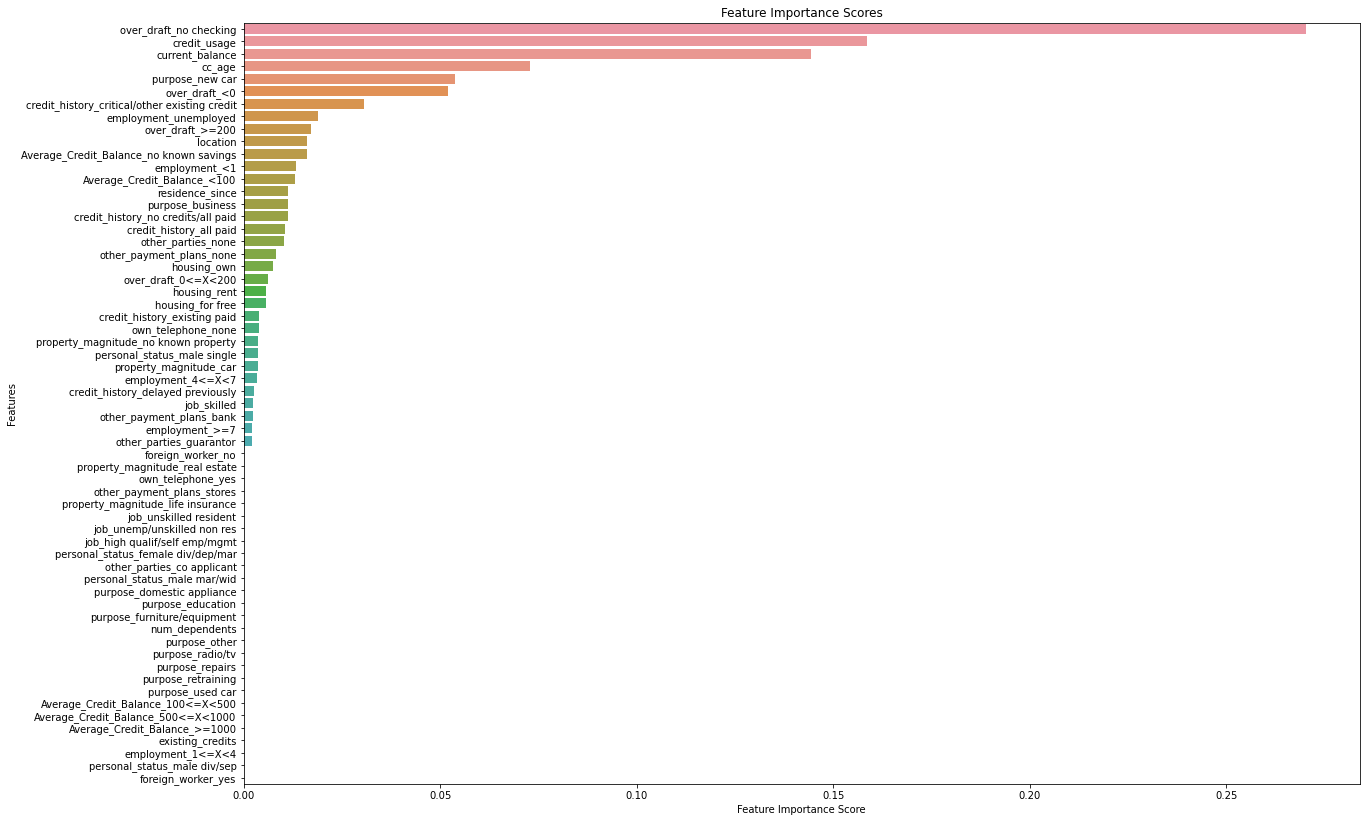 Feature Importance Scores
over_draft_no checking
credit_usage
current_balance
cc_age
purpose_new car
over_draft_<0
credit_history_critical/other existing credit
employment_unemployed
over_draft_>=200
location
Average_Credit_Balance_no known savings
employment_<1
Average_Credit_Balance_<100
residence_since
purpose_business
credit_history_no credits/all paid
credit_history_all paid
other_parties_none
other_payment_plans_none
housing_own
over_draft_0<=X<200
housing_rent
housing_for free
credit_history_existing paid
own_telephone_none
property_magnitude_no known property
personal_status_male single
property_magnitude_car
employment_4<=X<7
credit_history_delayed previously
job_skilled
other_payment_plans_bank
employment_>=7
other_parties_guarantor
foreign_worker_no
property_magnitude_real estate
own_telephone_yes
other_payment_plans_stores
property_magnitude_life insurance
job_unskilled resident
job_unemp/unskilled non res
job_high qualif/self emp/mgmt
personal_status_female div/dep/mar
other_parties_co applicant
personal_status_male mar/wid
purpose_domestic appliance
purpose_education
purpose_furniture/equipment
num_dependents
purpose_other
purpose_radio/tv
purpose_repairs
purpose_retraining
purpose_used car
Average_Credit_Balance_100<=X<500
Average_Credit_Balance_500<=X<1000
Average_Credit_Balance_>=1000
existing_credits
employment_1<=X<4
personal_status_male div/sep
foreign_worker_yes
Features
0.00 0.05 0.10 0.15 0.20 0.25
Feature Importance Score